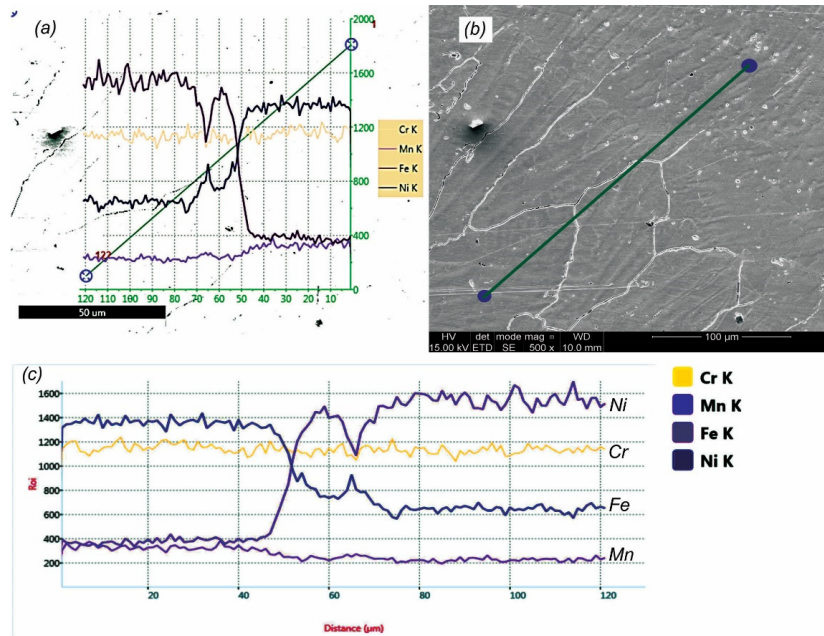 (a)
2000
1
1600
1200
800
400
0
Cr K
Mn K
Fe K
Ni K
122
120 110 100 90 80 70 60 50 40 30 20 10
50 um
(b)
HV det mode mag WD
15.00 kV ETD SE 500 x 10.0 mm
100 µm
(c)
1600
1400
1200
1000
800
600
400
200
Roi
Ni
Cr
Fe
Mn
20 40 60 80 100 120
Distance (µm)
Cr K
Mn K
Fe K
Ni K